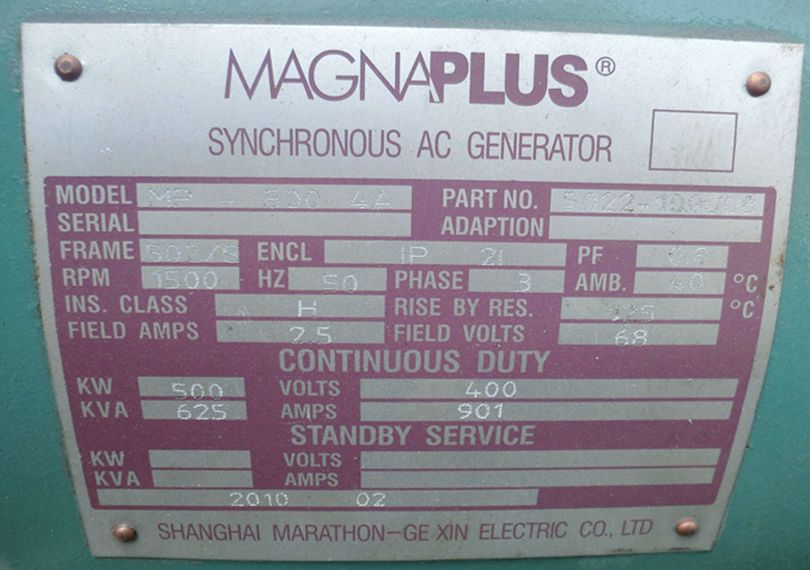 MAGNAPLUS®
SYNCHRONOUS AC GENERATOR
MODEL MP - 500 4A PART NO.
SERIAL ADAPTION
FRAME 502/S ENCL IP 21 PF 0.8
RPM 1500 HZ 50 PHASE 3 AMB. 40 °C
INS. CLASS H RISE BY RES. °C
FIELD AMPS 2.5 FIELD VOLTS 68
CONTINUOUS DUTY
KW 500 VOLTS 400
KVA 625 AMPS 901
STANDBY SERVICE
KW VOLTS
KVA AMPS
2010 02
SHANGHAI MARATHON-GE XIN ELECTRIC CO., LTD